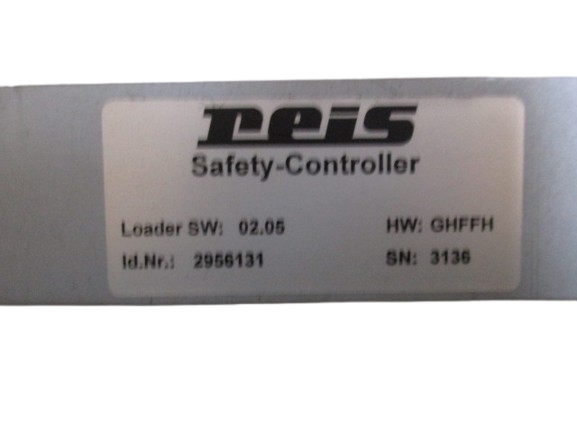 reis
Safety-Controller
Loader SW: 02.05 HW: GHFFH
Id.Nr.: 2956131 SN: 3136